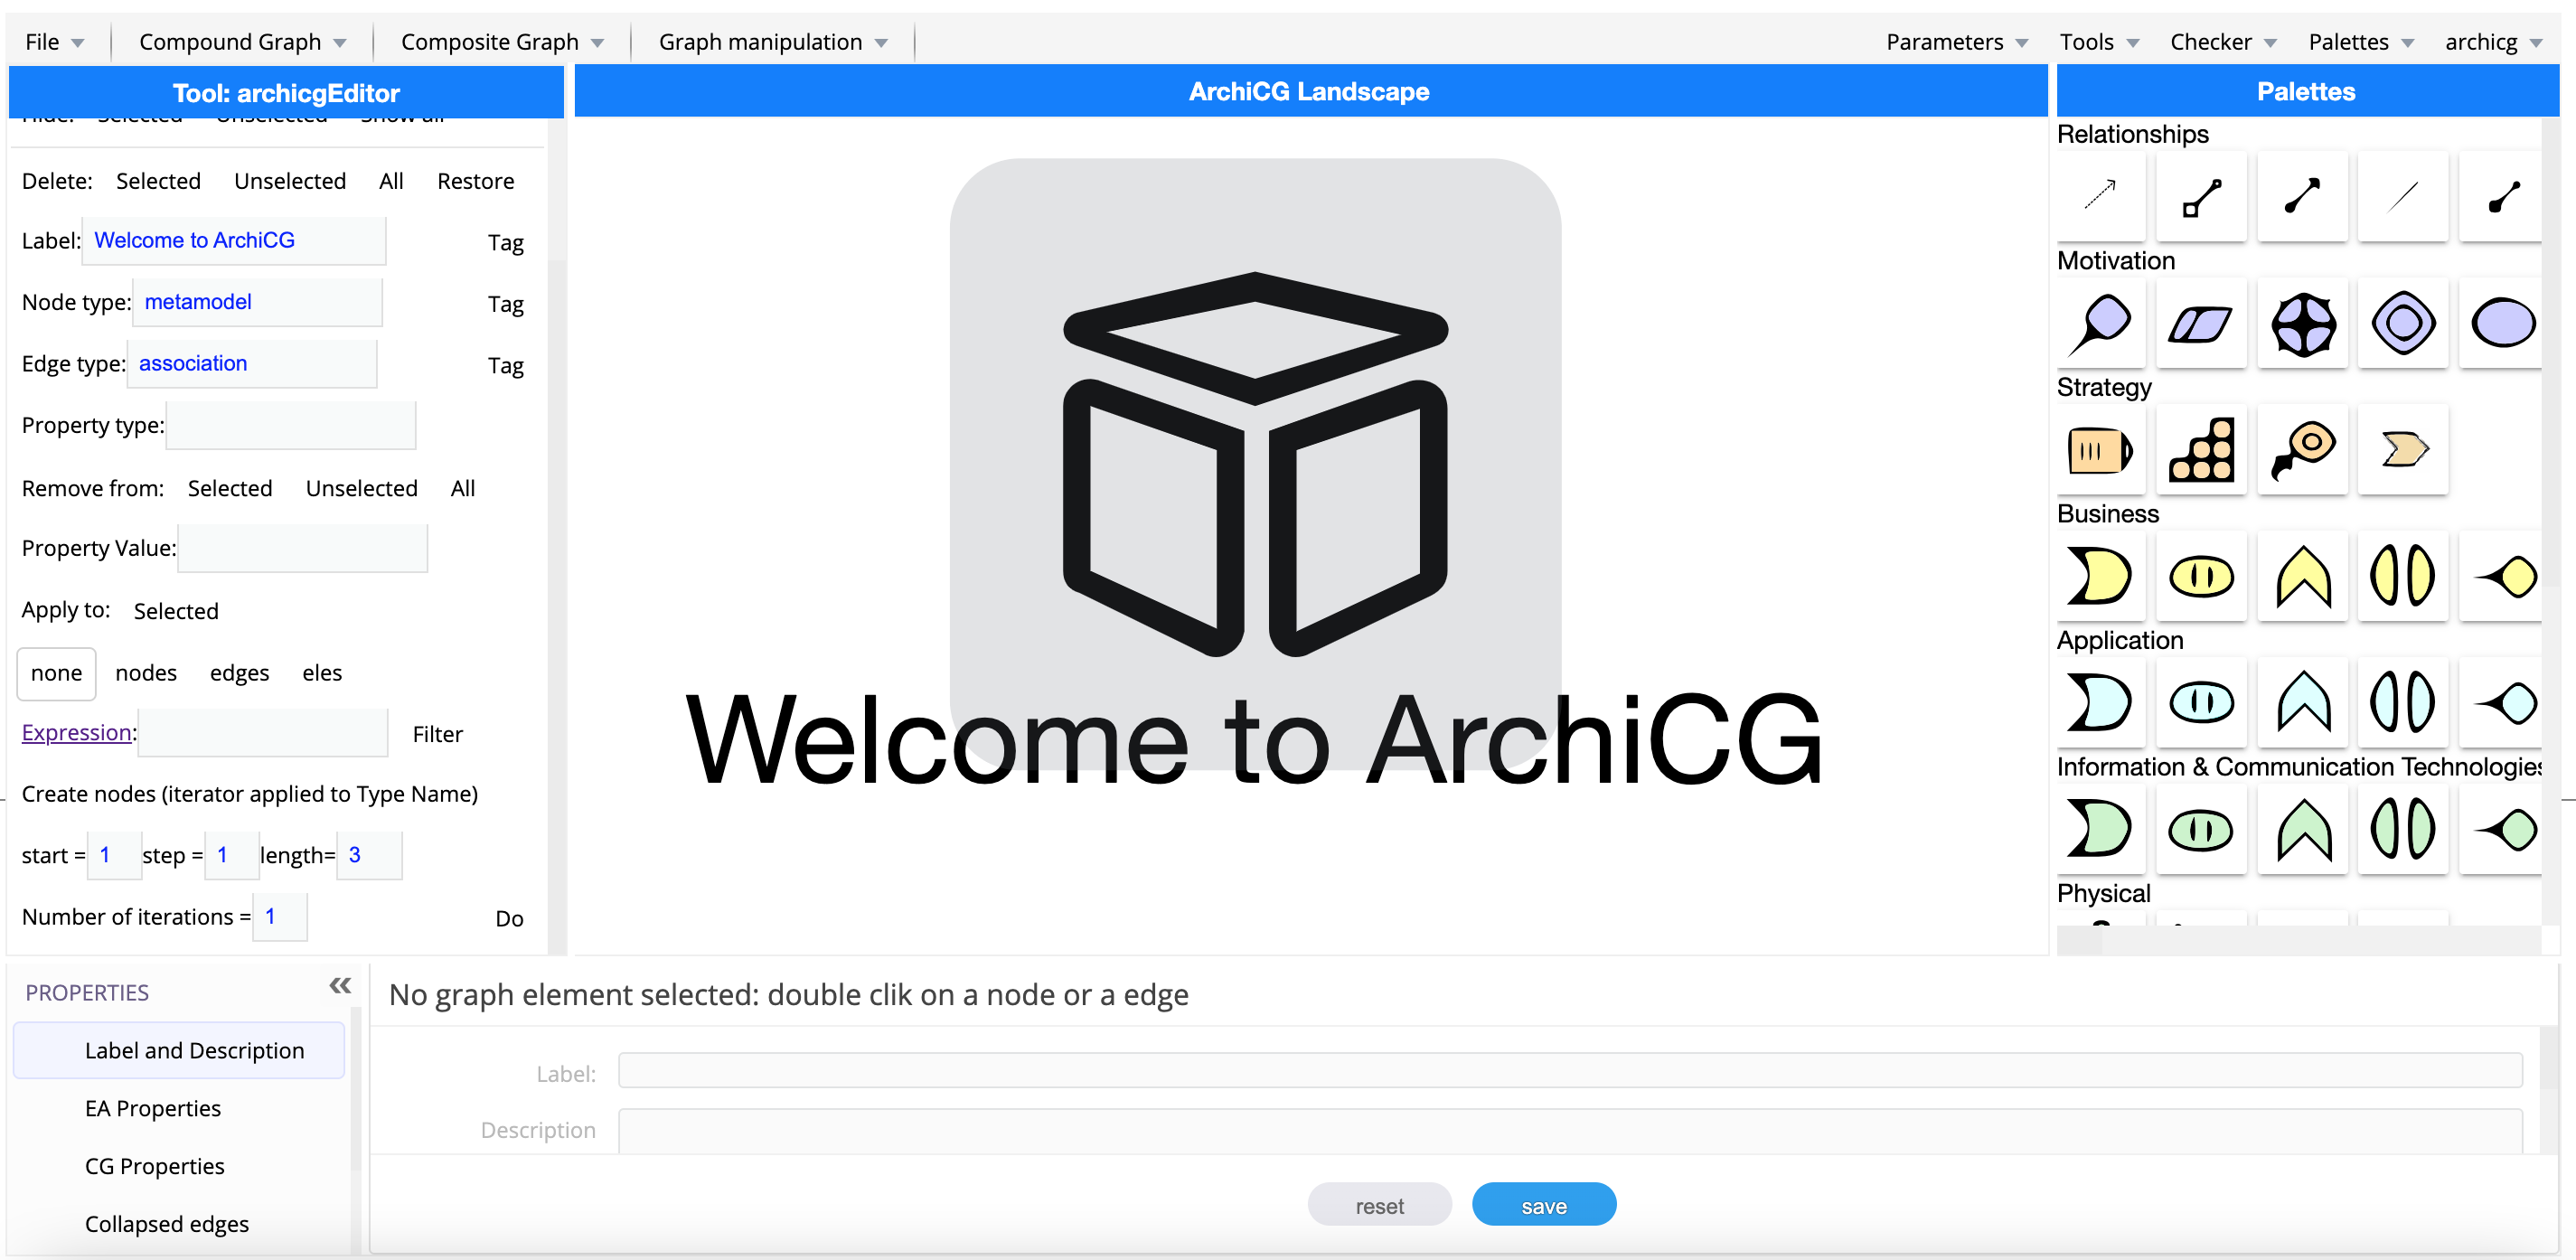 File Compound Graph Composite Graph Graph manipulation Parameters Tools Checker Palettes archicg
Tool: archicgEditor
Hide: Selected Unselected Show all
Delete: Selected Unselected All Restore
Label: Welcome to ArchiCG Tag
Node type: metamodel Tag
Edge type: association Tag
Property type:
Remove from: Selected Unselected All
Property Value:
Apply to: Selected
none nodes edges eles
Expression: Filter
Create nodes (iterator applied to Type Name)
start = 1 step = 1 length= 3
Number of iterations = 1 Do
ArchiCG Landscape
Welcome to ArchiCG
Palettes
Relationships
Motivation
Strategy
Business
Application
Information & Communication Technologies
Physical
PROPERTIES
Label and Description
EA Properties
CG Properties
Collapsed edges
No graph element selected: double clik on a node or a edge
Label:
Description
reset save